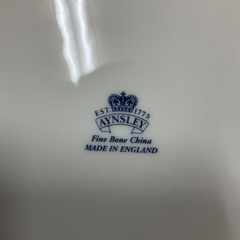 EST. 1775
AYNSLEY
Fine Bone China
MADE IN ENGLAND